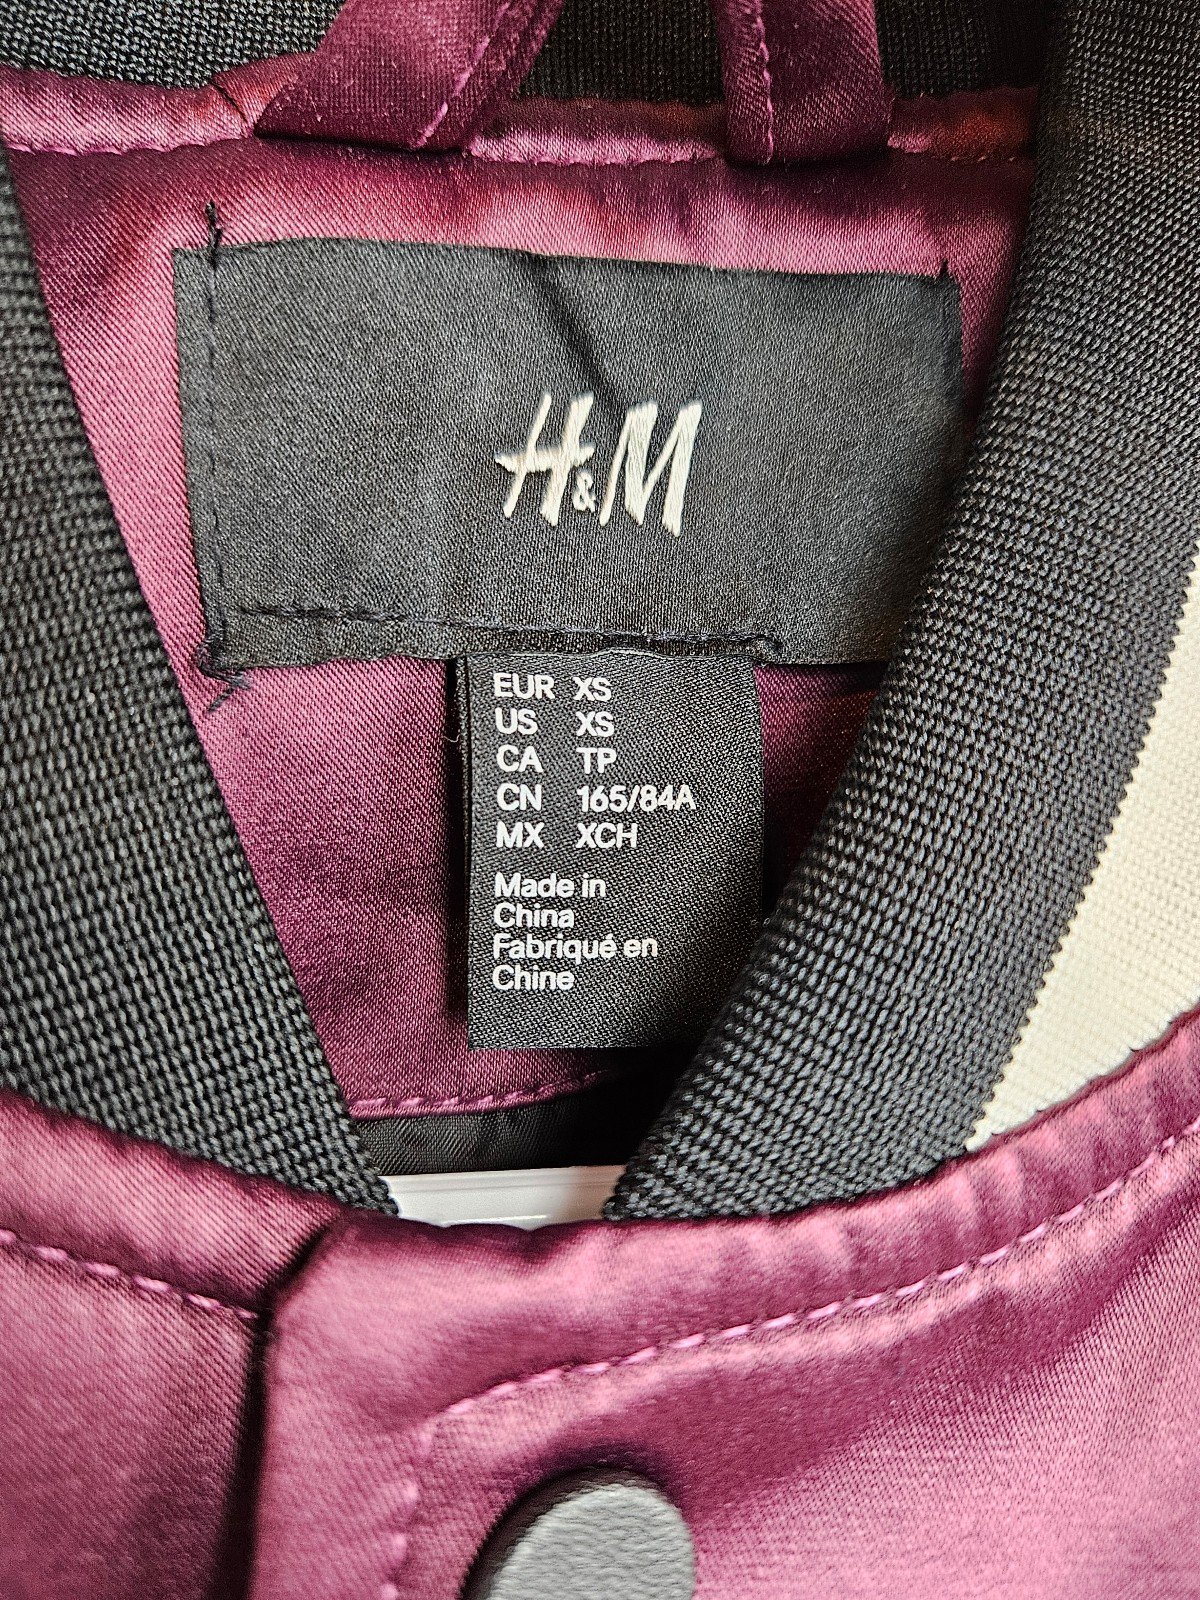 H&M
EUR XS
US XS
CA TP
CN 165/84A
MX XCH
Made in
China
Fabriqué en
Chine